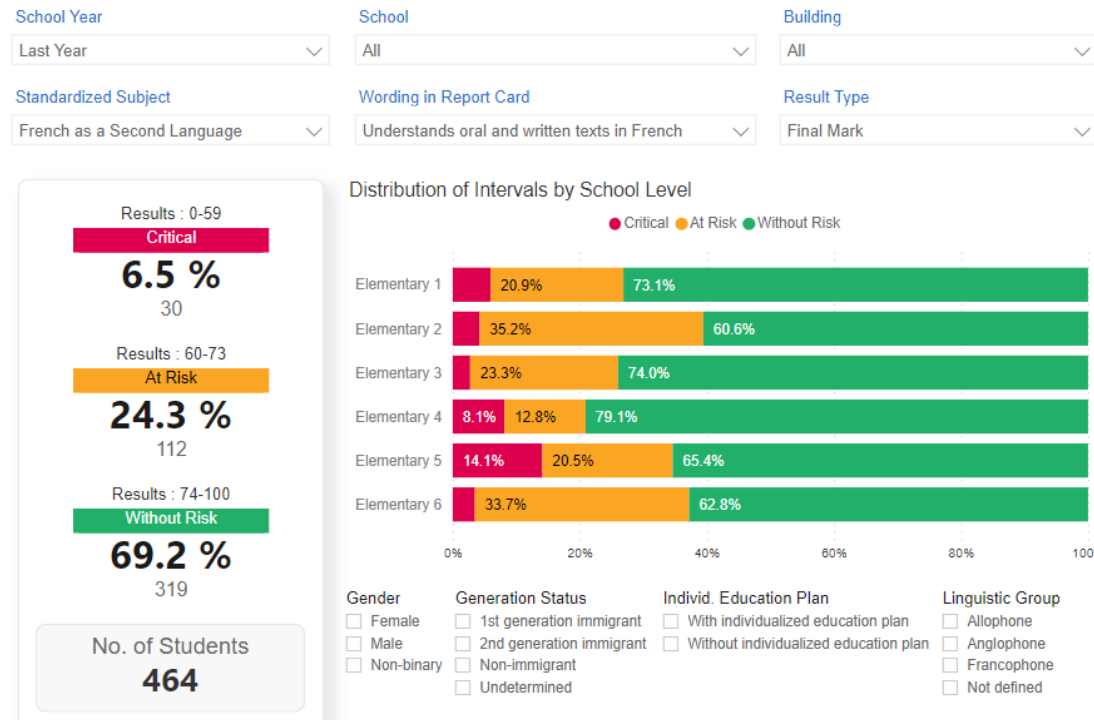 School Year
School
Building
Last Year
All
All
Standardized Subject
Wording in Report Card
Result Type
French as a Second Language
Understands oral and written texts in French
Final Mark
Results : 0-59
Critical
6.5 %
30
Results : 60-73
At Risk
24.3 %
112
Results : 74-100
Without Risk
69.2 %
319
No. of Students
464
Distribution of Intervals by School Level
Critical At Risk Without Risk
Elementary 1 20.9% 73.1%
Elementary 2 35.2% 60.6%
Elementary 3 23.3% 74.0%
Elementary 4 8.1% 12.8% 79.1%
Elementary 5 14.1% 20.5% 65.4%
Elementary 6 33.7% 62.8%
0% 20% 40% 60% 80% 100
Gender
Female
Male
Non-binary
Generation Status
1st generation immigrant
2nd generation immigrant
Non-immigrant
Undetermined
Individ. Education Plan
With individualized education plan
Without individualized education plan
Linguistic Group
Allophone
Anglophone
Francophone
Not defined